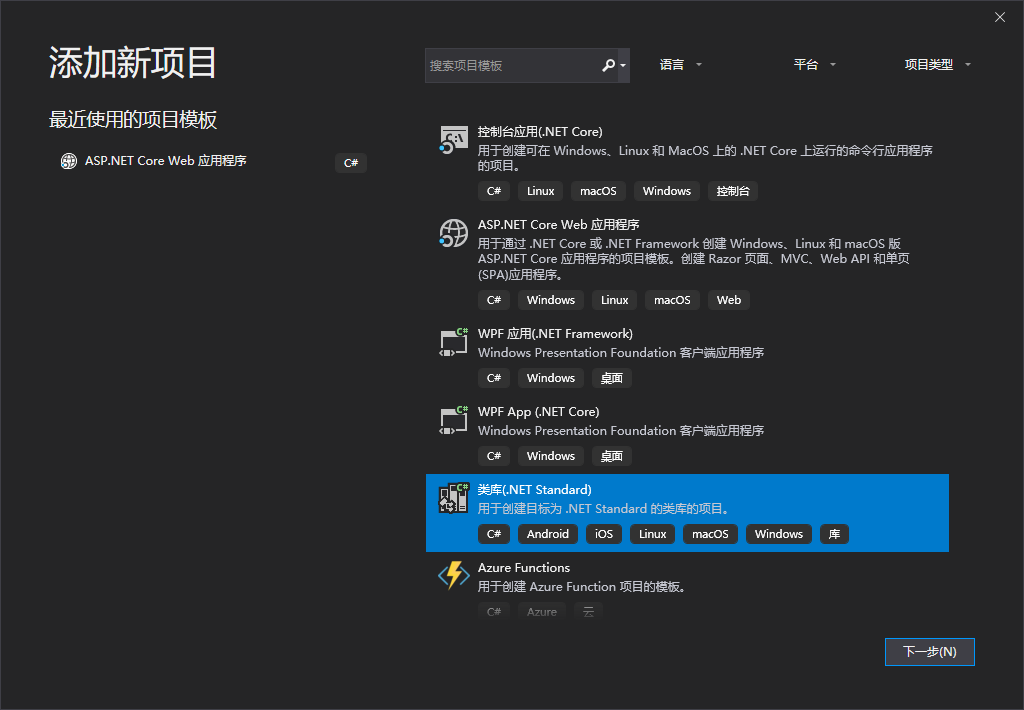 添加新项目
搜索项目模板
语言
平台
项目类型
最近使用的项目模板
ASP.NET Core Web 应用程序
C#
控制台应用(.NET Core)
用于创建可在 Windows、Linux 和 MacOS 上的 .NET Core 上运行的命令行应用程序
的项目。
C# Linux macOS Windows 控制台
ASP.NET Core Web 应用程序
用于通过 .NET Core 或 .NET Framework 创建 Windows、Linux 和 macOS 版
ASP.NET Core 应用程序的项目模板。创建 Razor 页面、MVC、Web API 和单页
(SPA)应用程序。
C# Windows Linux macOS Web
WPF 应用(.NET Framework)
Windows Presentation Foundation 客户端应用程序
C# Windows 桌面
WPF App (.NET Core)
Windows Presentation Foundation 客户端应用程序
C# Windows 桌面
类库(.NET Standard)
用于创建目标为 .NET Standard 的类库的项目。
C# Android iOS Linux macOS Windows 库
Azure Functions
用于创建 Azure Function 项目的模板。
C# Azure 云
下一步(N)